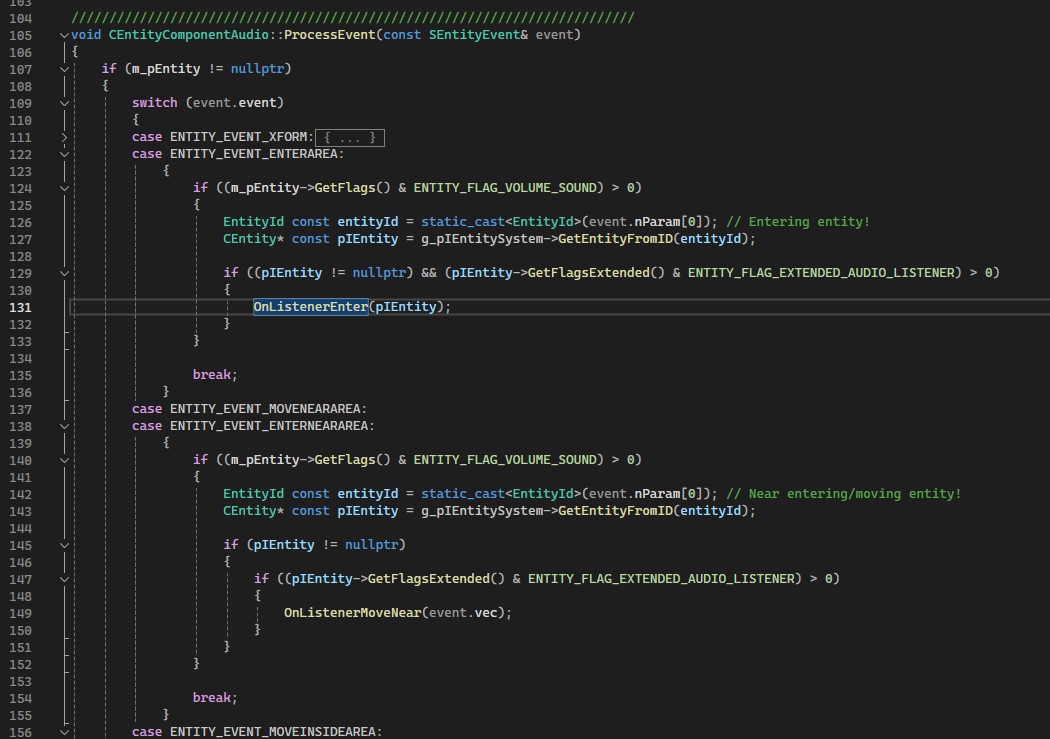 103
104 ///////////////////////////////////////////////////////////////////////////
105 void CEntityComponentAudio::ProcessEvent(const SEntityEvent& event)
106 {
107     if (m_pEntity != nullptr)
108     {
109         switch (event.event)
110         {
111         case ENTITY_EVENT_XFORM: { ... }
122         case ENTITY_EVENT_ENTERAREA:
123             {
124                 if ((m_pEntity->GetFlags() & ENTITY_FLAG_VOLUME_SOUND) > 0)
125                 {
126                     EntityId const entityId = static_cast<EntityId>(event.nParam[0]); // Entering entity!
127                     CEntity* const pIEntity = g_pIEntitySystem->GetEntityFromID(entityId);
128
129                     if ((pIEntity != nullptr) && (pIEntity->GetFlagsExtended() & ENTITY_FLAG_EXTENDED_AUDIO_LISTENER) > 0)
130                     {
131                         OnListenerEnter(pIEntity);
132                     }
133                 }
134
135                 break;
136             }
137         case ENTITY_EVENT_MOVENEARAREA:
138         case ENTITY_EVENT_ENTERNEARAREA:
139             {
140                 if ((m_pEntity->GetFlags() & ENTITY_FLAG_VOLUME_SOUND) > 0)
141                 {
142                     EntityId const entityId = static_cast<EntityId>(event.nParam[0]); // Near entering/moving entity!
143                     CEntity* const pIEntity = g_pIEntitySystem->GetEntityFromID(entityId);
144
145                     if (pIEntity != nullptr)
146                     {
147                         if ((pIEntity->GetFlagsExtended() & ENTITY_FLAG_EXTENDED_AUDIO_LISTENER) > 0)
148                         {
149                             OnListenerMoveNear(event.vec);
150                         }
151                     }
152                 }
153
154                 break;
155             }
156         case ENTITY_EVENT_MOVEINSIDEAREA: